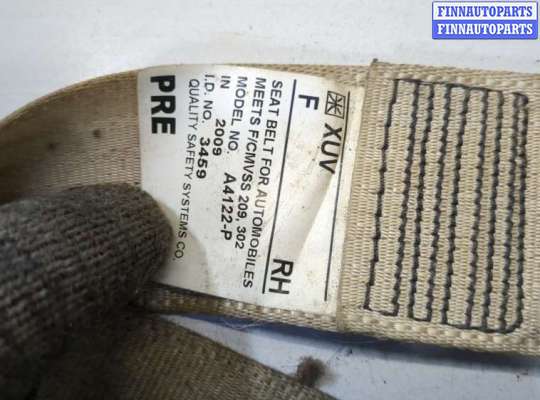 FINNAUTOPARTS
FINNAUTOPARTS
XUV
F RH
SEAT BELT FOR AUTOMOBILES
MEETS F/CMVSS 209, 302
MODEL NO. A4122-P
IN 2009
I.D. NO. 3459
QUALITY SAFETY SYSTEMS CO.
PRE